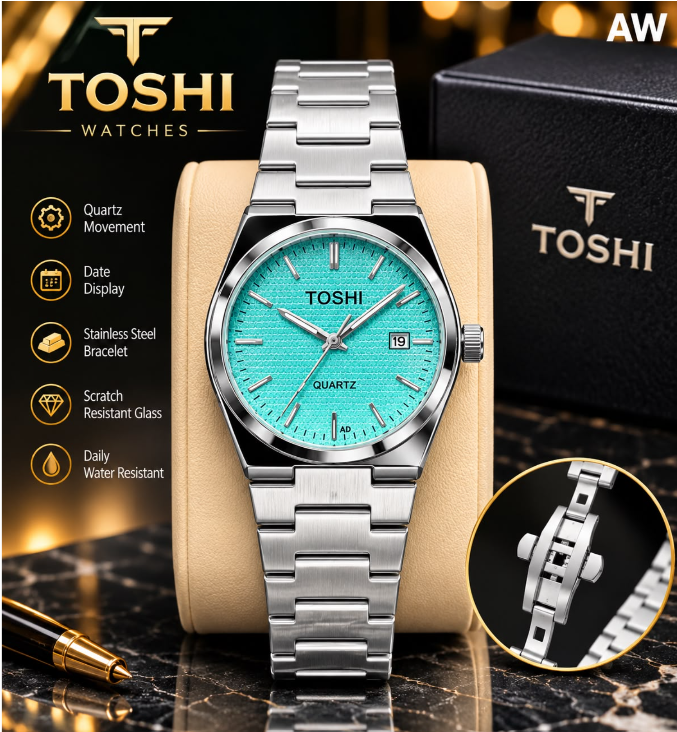 AW
TOSHI
WATCHES
Quartz
Movement
Date
Display
Stainless Steel
Bracelet
Scratch
Resistant Glass
Daily
Water Resistant
TOSHI
19
QUARTZ
AD
TOSHI